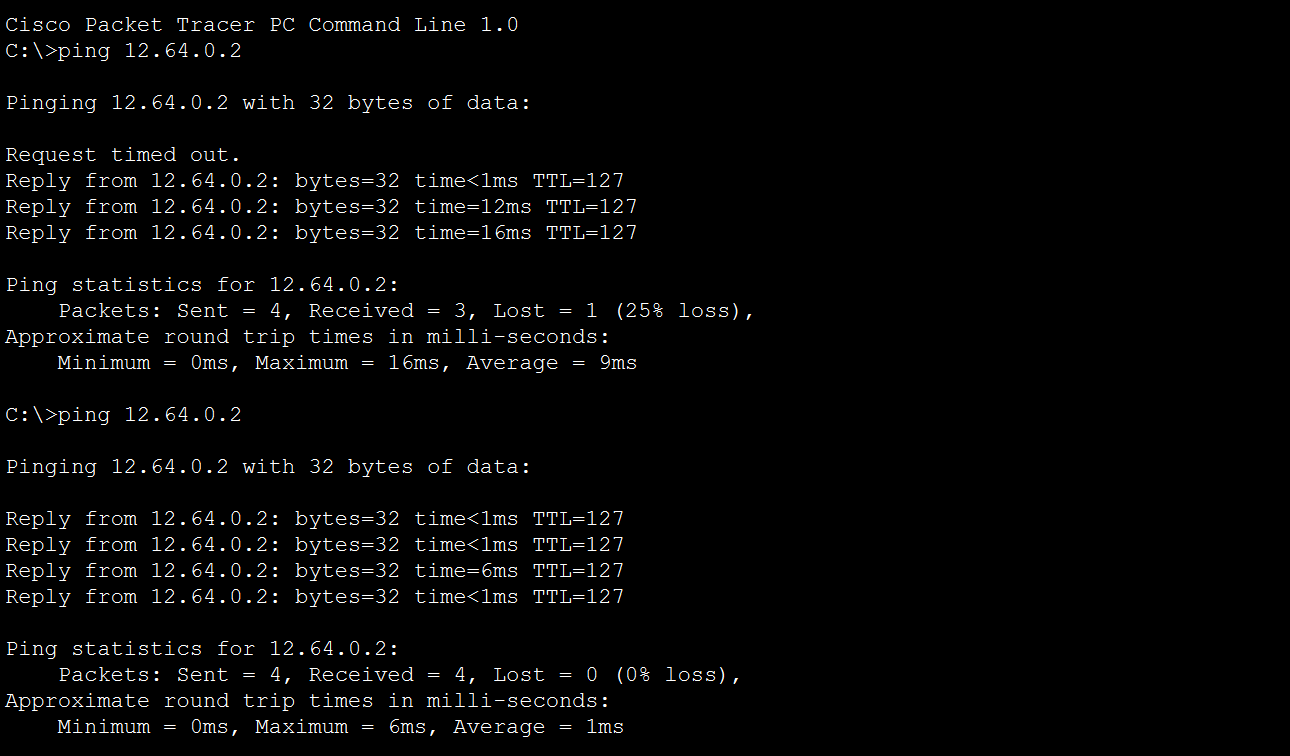 Cisco Packet Tracer PC Command Line 1.0
C:\>ping 12.64.0.2
Pinging 12.64.0.2 with 32 bytes of data:
Request timed out.
Reply from 12.64.0.2: bytes=32 time<1ms TTL=127
Reply from 12.64.0.2: bytes=32 time=12ms TTL=127
Reply from 12.64.0.2: bytes=32 time=16ms TTL=127
Ping statistics for 12.64.0.2:
    Packets: Sent = 4, Received = 3, Lost = 1 (25% loss),
Approximate round trip times in milli-seconds:
    Minimum = 0ms, Maximum = 16ms, Average = 9ms
C:\>ping 12.64.0.2
Pinging 12.64.0.2 with 32 bytes of data:
Reply from 12.64.0.2: bytes=32 time<1ms TTL=127
Reply from 12.64.0.2: bytes=32 time<1ms TTL=127
Reply from 12.64.0.2: bytes=32 time=6ms TTL=127
Reply from 12.64.0.2: bytes=32 time<1ms TTL=127
Ping statistics for 12.64.0.2:
    Packets: Sent = 4, Received = 4, Lost = 0 (0% loss),
Approximate round trip times in milli-seconds:
    Minimum = 0ms, Maximum = 6ms, Average = 1ms